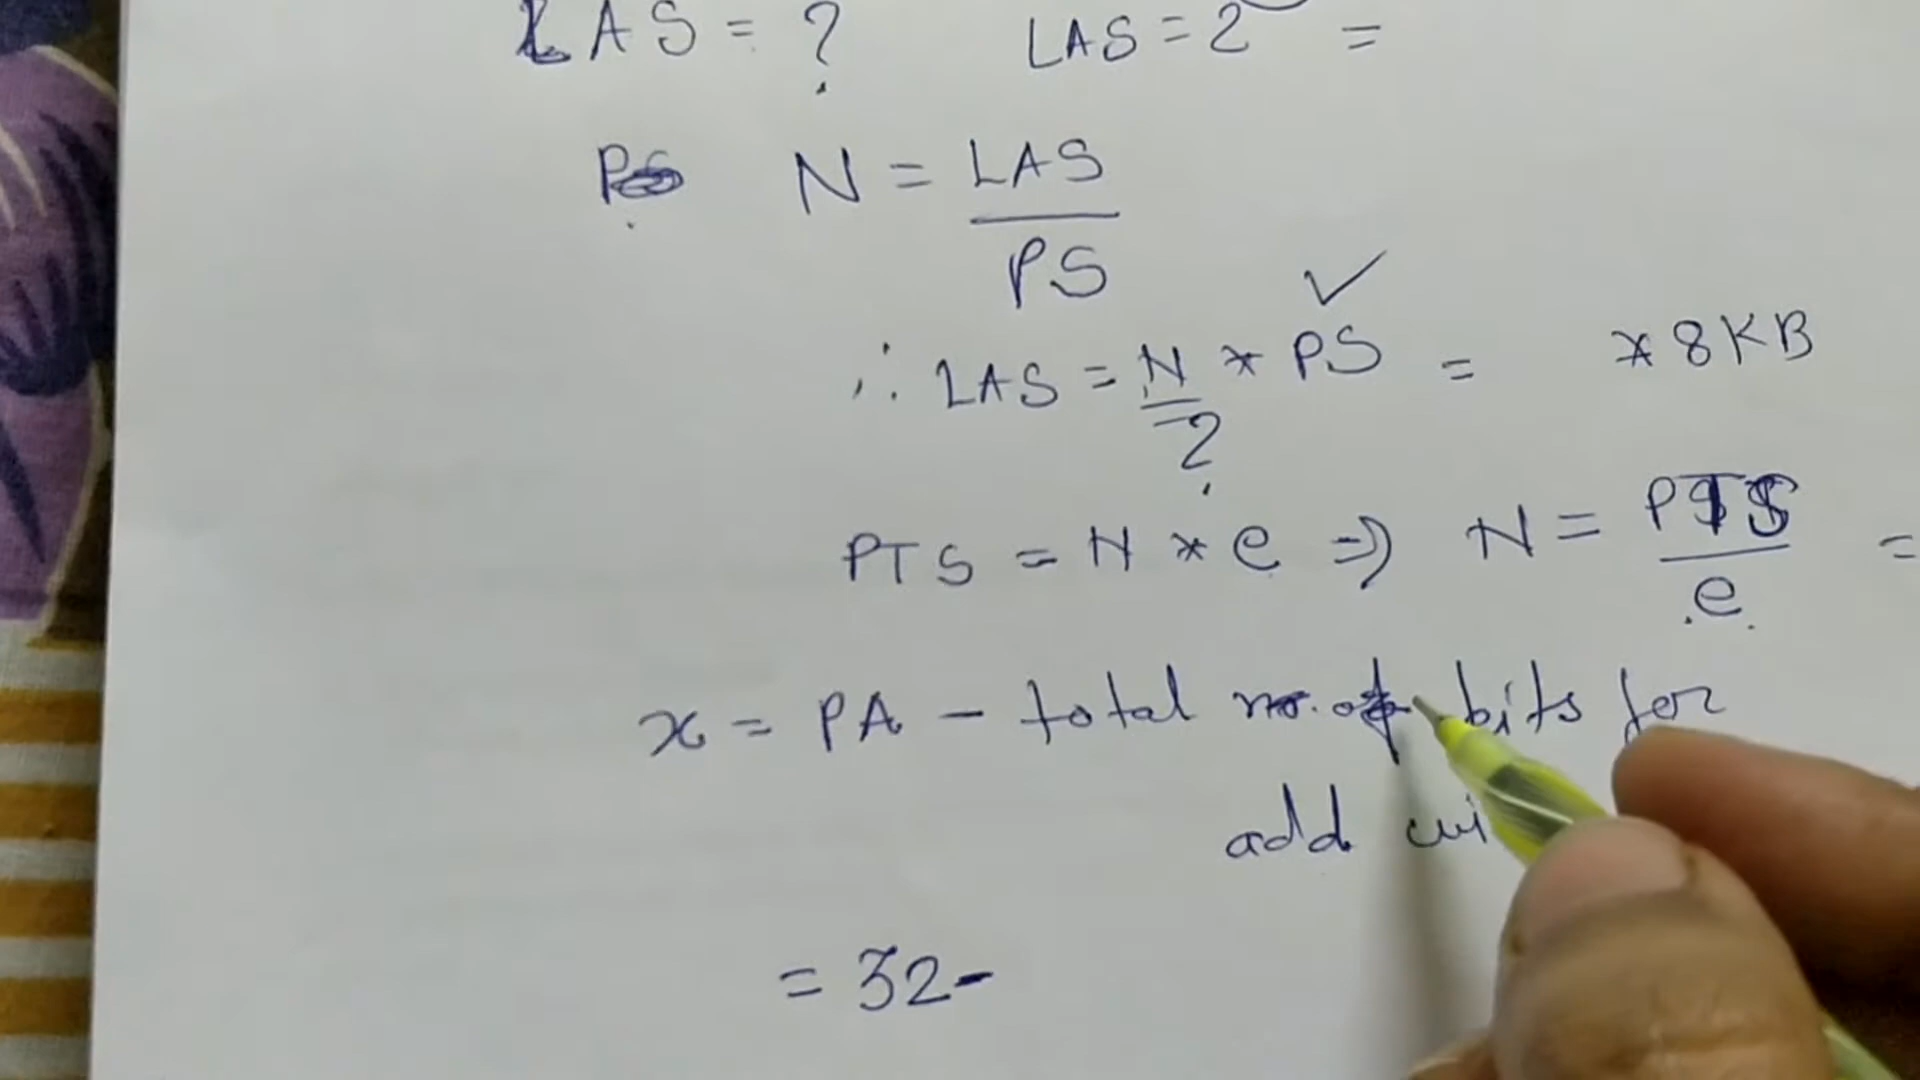 LAS = ? LAS = 2 =
PS N = LAS / PS
∴ LAS = N * PS = * 8KB
?
PTS = N * e ⇒ N = PTS / e =
x = PA - total no. of bits for
add
= 32-